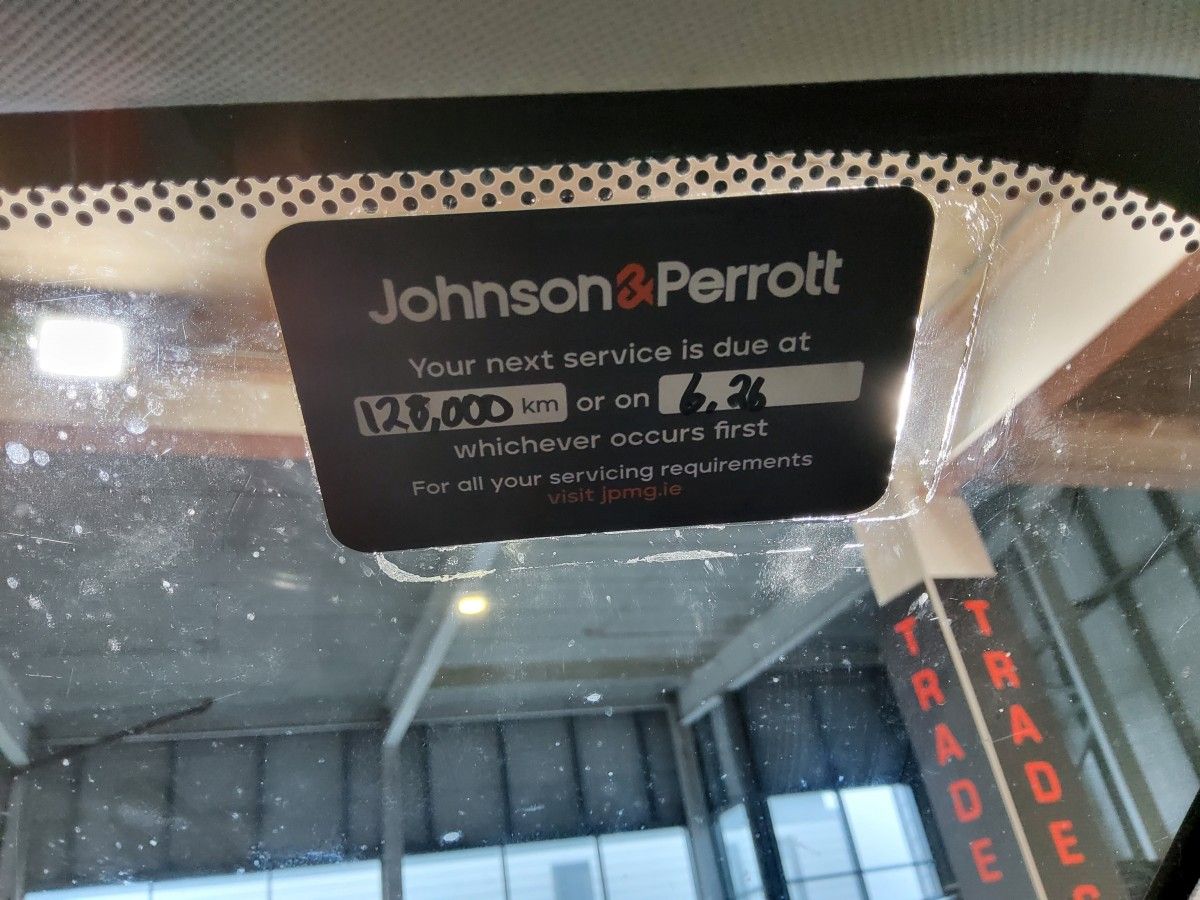 Johnson&Perrott
Your next service is due at
128,000 km or on 6.26
whichever occurs first
For all your servicing requirements
visit jpmg.ie
TRADE
TRADE